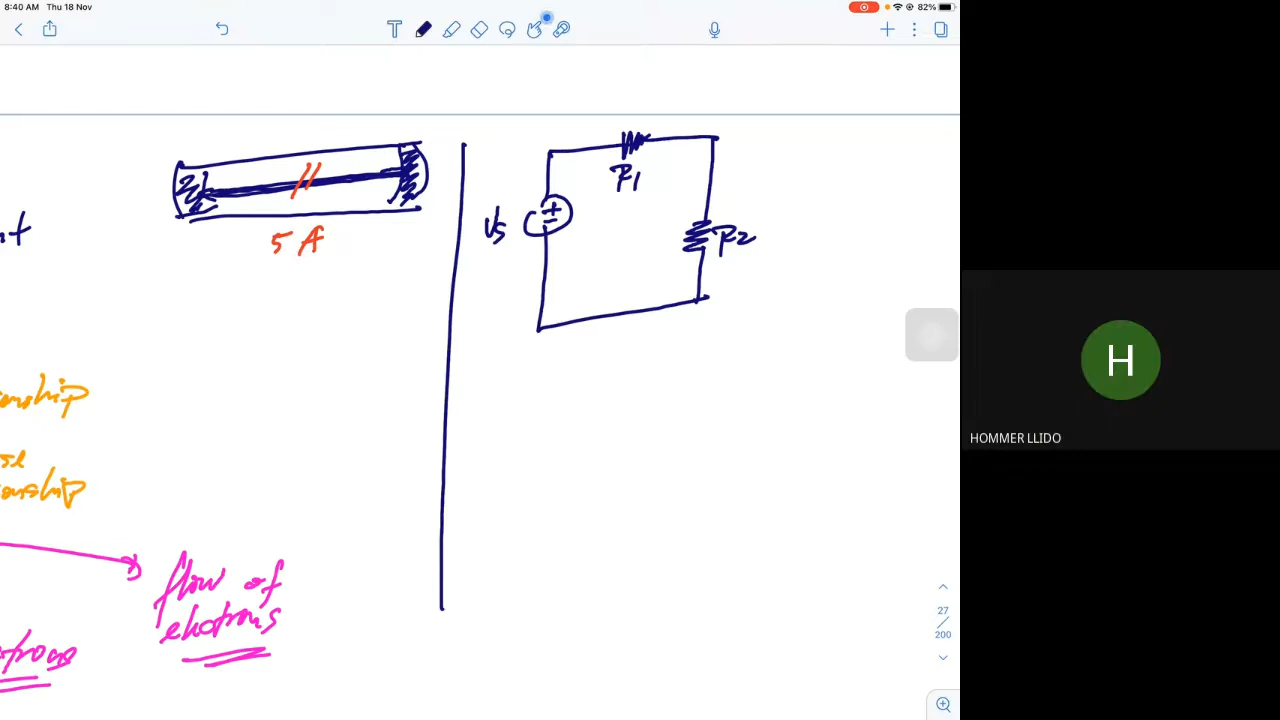 8:40 AM Thu 18 Nov
82%
T
R1
Vs
+
R2
5 A
flow of
electrons
27
200
H
HOMMER LLIDO